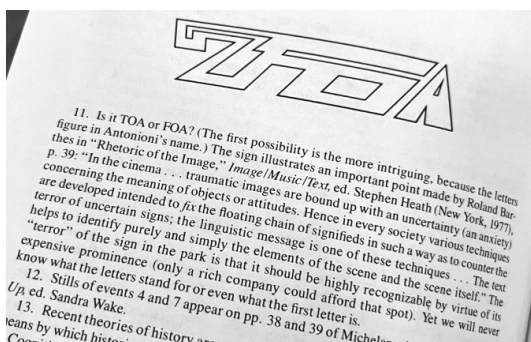 11. Is it TOA or FOA? (The first possibility is the more intriguing, because the letters
figure in Antonioni's name.) The sign illustrates an important point made by Roland Bar-
thes in "Rhetoric of the Image," Image/Music/Text, ed. Stephen Heath (New York, 1977),
p. 39: "In the cinema . . . traumatic images are bound up with an uncertainty (an anxiety)
concerning the meaning of objects or attitudes. Hence in every society various techniques
are developed intended to fix the floating chain of signifieds in such a way as to counter the
terror of uncertain signs; the linguistic message is one of these techniques . . . The text
helps to identify purely and simply the elements of the scene and the scene itself." The
"terror" of the sign in the park is that it should be highly recognizable by virtue of its
expensive prominence (only a rich company could afford that spot). Yet we will never
know what the letters stand for or even what the first letter is.
12. Stills of events 4 and 7 appear on pp. 38 and 39 of
Up, ed. Sandra Wake.
13. Recent theories of history
by which